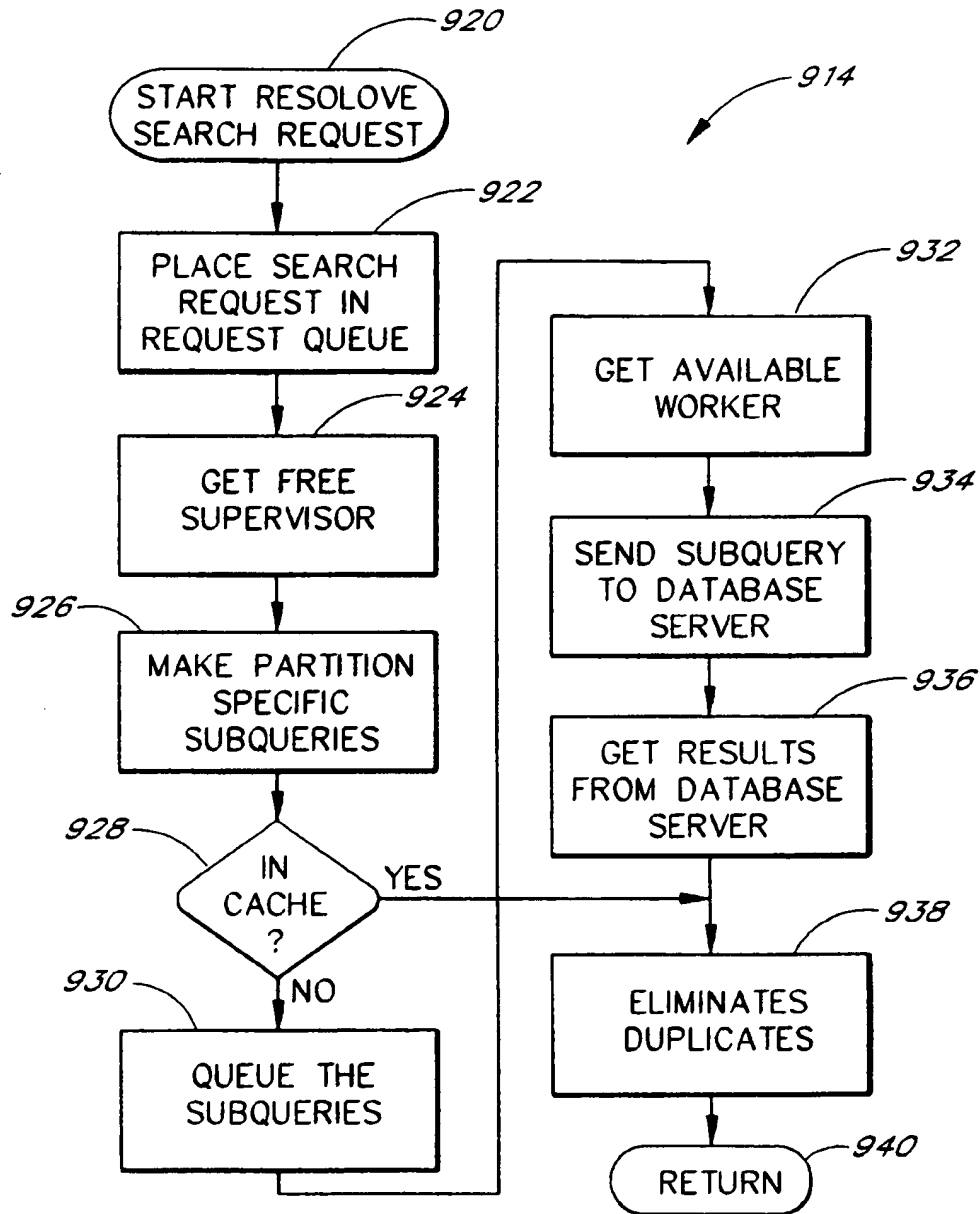 920
START RESOLOVE
SEARCH REQUEST
914
922
PLACE SEARCH
REQUEST IN
REQUEST QUEUE
924
GET FREE
SUPERVISOR
926
MAKE PARTITION
SPECIFIC
SUBQUERIES
928
IN
CACHE
?
YES
NO
930
QUEUE THE
SUBQUERIES
932
GET AVAILABLE
WORKER
934
SEND SUBQUERY
TO DATABASE
SERVER
936
GET RESULTS
FROM DATABASE
SERVER
938
ELIMINATES
DUPLICATES
940
RETURN